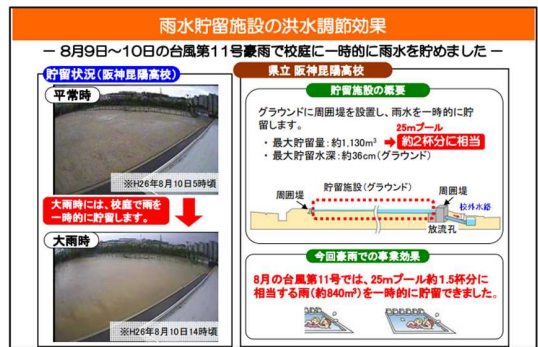 雨水貯留施設の洪水調節効果
－ 8月9日～10日の台風第11号豪雨で校庭に一時的に雨水を貯めました －
貯留状況(阪神昆陽高校)
平常時
※H26年8月10日5時頃
大雨時には、校庭で雨を
一時的に貯留します。
大雨時
※H26年8月10日14時頃
県立 阪神昆陽高校
貯留施設の概要
グラウンドに周囲堤を設置し、雨水を一時的に貯
留します。
25mプール
・最大貯留量：約1,130m³
約2杯分に相当
・最大貯留水深：約36cm(グラウンド)
貯留施設(グラウンド)
周囲堤
周囲堤
校外水路
放流孔
今回豪雨での事業効果
8月の台風第11号では、25mプール約1.5杯分に
相当する雨(約840m³)を一時的に貯留できました。